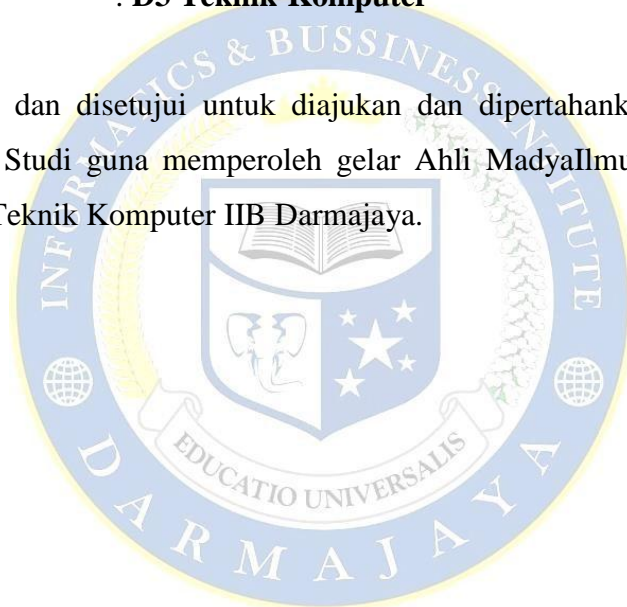 : D3 Teknik Komputer
INFORMATICS & BUSSINESS INSTITUTE
dan disetujui untuk diajukan dan dipertahank
Studi guna memperoleh gelar Ahli MadyaIlmu
Teknik Komputer IIB Darmajaya.
EDUCATIO UNIVERSALIS
DARMAJAYA